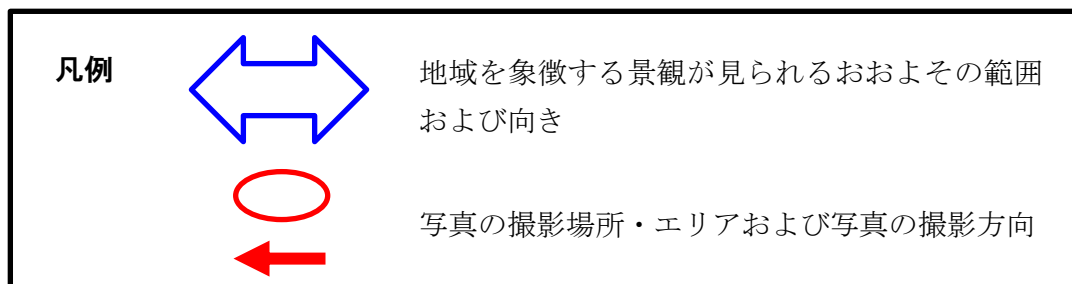 凡例
地域を象徴する景観が見られるおおよその範囲
および向き
写真の撮影場所・エリアおよび写真の撮影方向